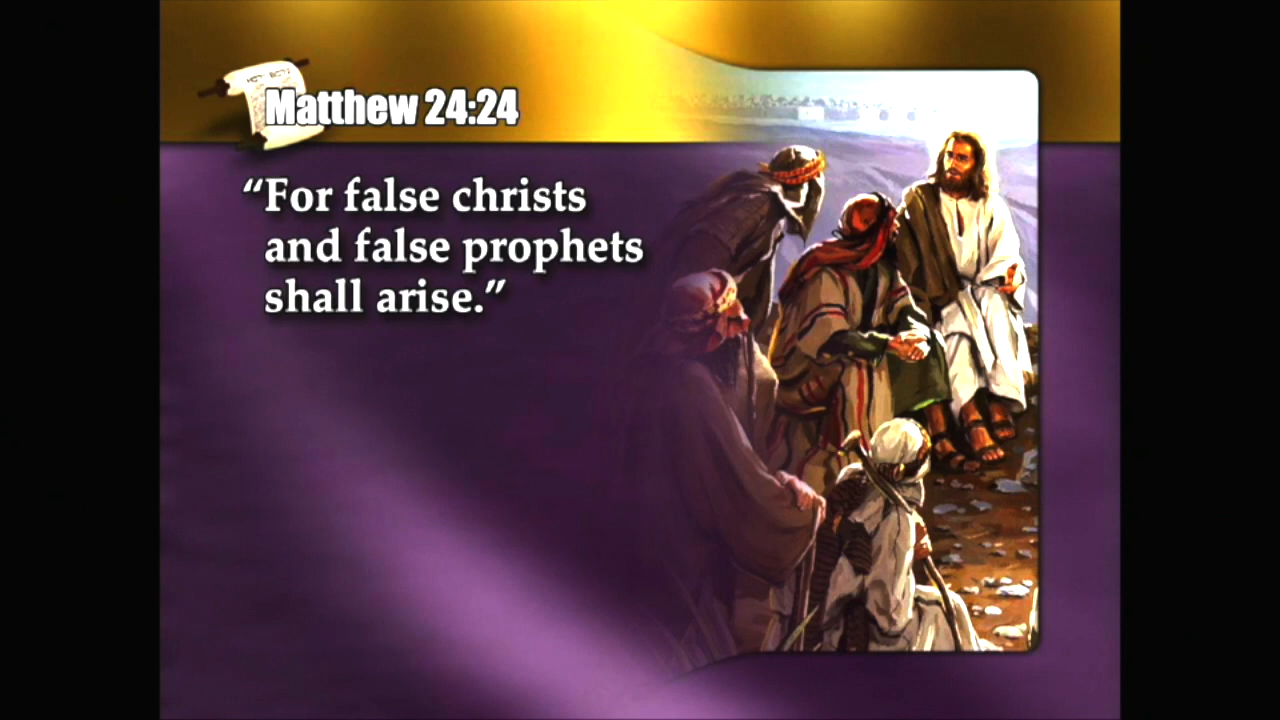 Matthew 24:24
“For false christs
and false prophets
shall arise.”